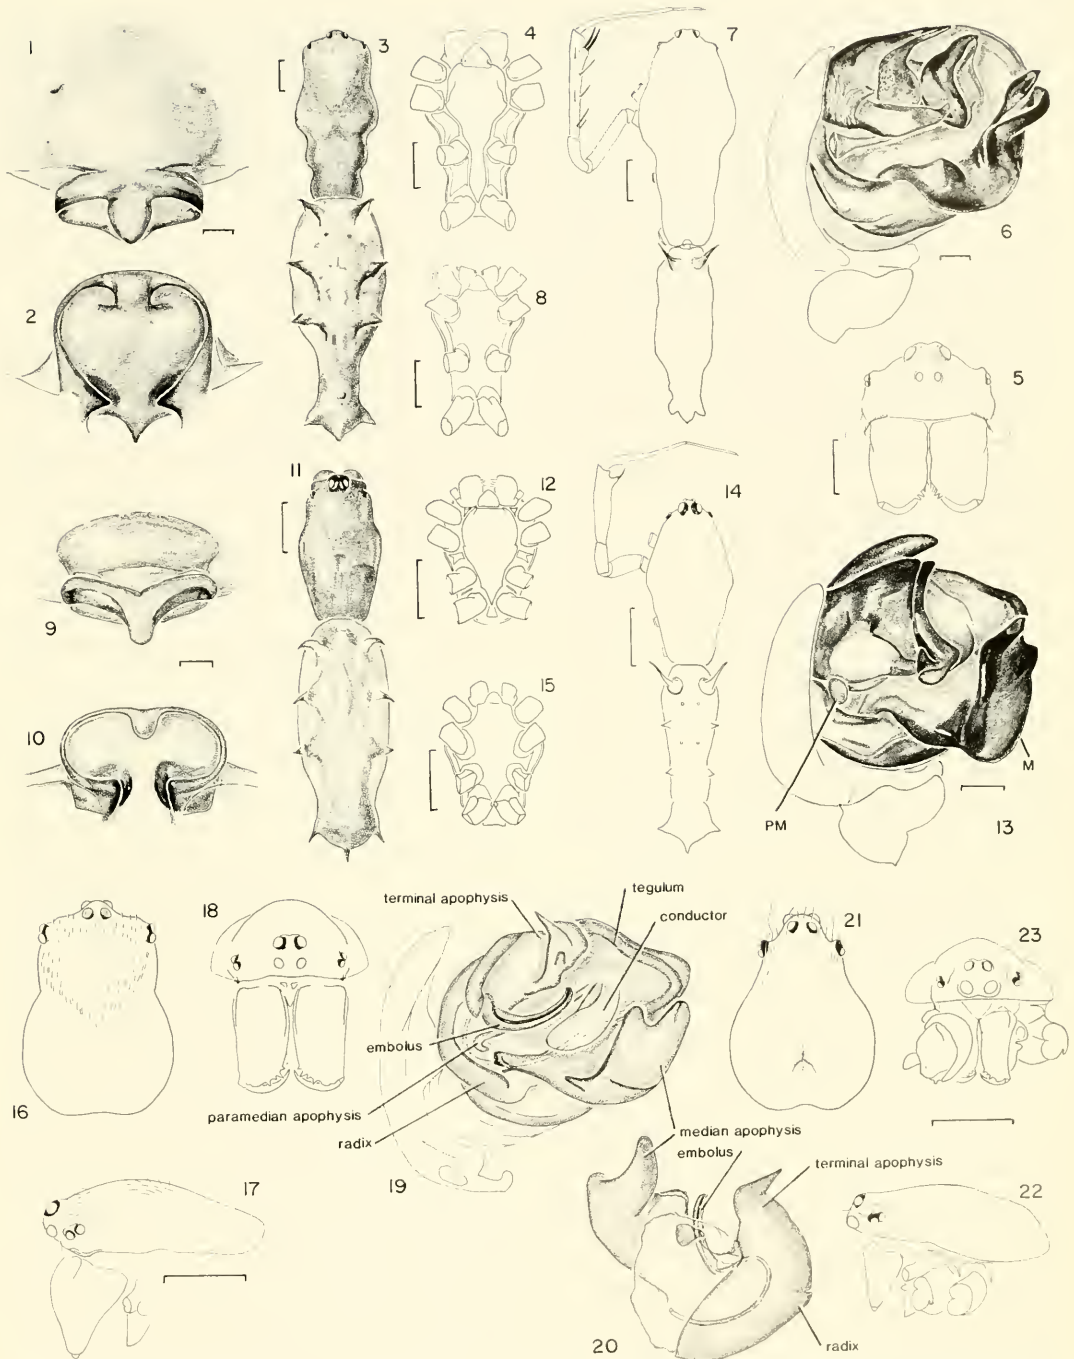 1
3
4
7
6
2
8
5
11
12
14
9
10
15
PM
M
13
16
18
terminal apophysis
tegulum
conductor
21
23
embolus
paramedian apophysis
radix
19
median apophysis
embolus
terminal apophysis
17
22
20
radix